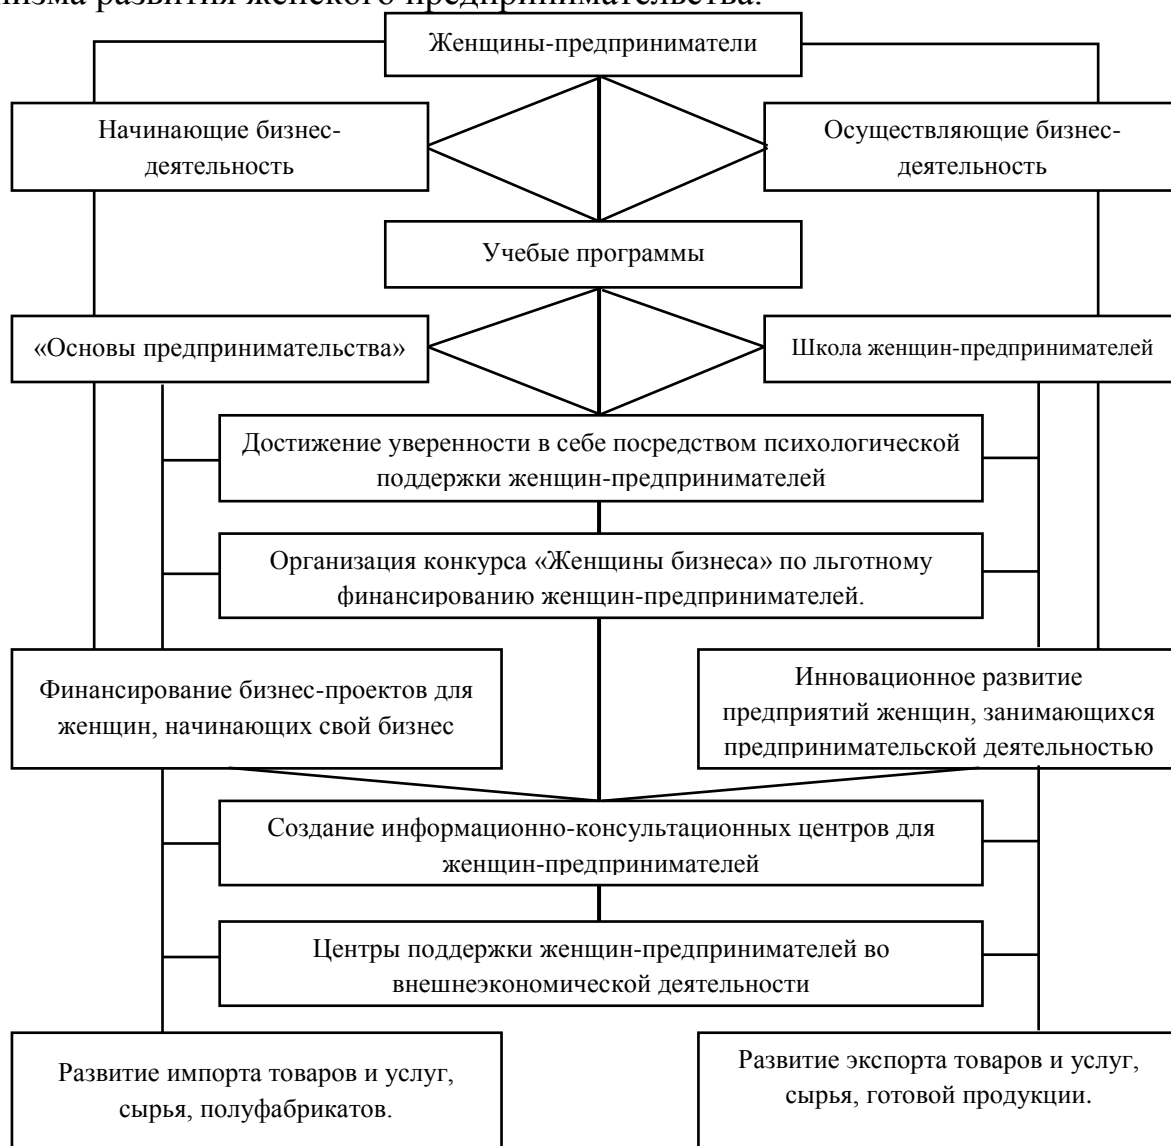 низма развития женского предпринимательства.
Женщины-предприниматели
Начинающие бизнес-
деятельность
Осуществляющие бизнес-
деятельность
Учебые программы
«Основы предпринимательства»
Школа женщин-предпринимателей
Достижение уверенности в себе посредством психологической
поддержки женщин-предпринимателей
Организация конкурса «Женщины бизнеса» по льготному
финансированию женщин-предпринимателей.
Финансирование бизнес-проектов для
женщин, начинающих свой бизнес
Инновационное развитие
предприятий женщин, занимающихся
предпринимательской деятельностью
Создание информационно-консультационных центров для
женщин-предпринимателей
Центры поддержки женщин-предпринимателей во
внешнеэкономической деятельности
Развитие импорта товаров и услуг,
сырья, полуфабрикатов.
Развитие экспорта товаров и услуг,
сырья, готовой продукции.